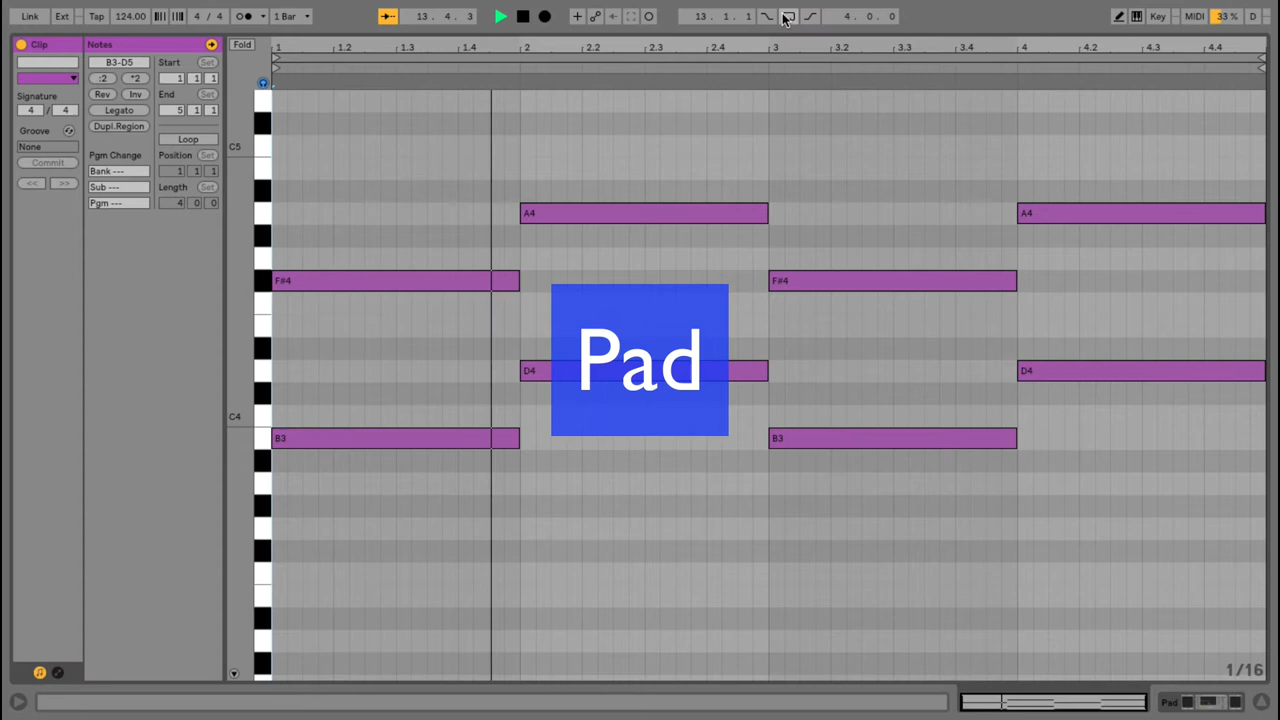 Link Ext Tap 124.00 4 / 4 1 Bar 13. 4. 3 13. 1. 1 4. 0. 0 Key MIDI 33 % D
Clip Notes Fold 1 1.2 1.3 1.4 2 2.2 2.3 2.4 3 3.2 3.3 3.4 4 4.2 4.3 4.4
B3-D5 Start Set
:2 *2 1 1 1
Signature Rev Inv End Set
4 / 4 Legato 5 1 1
Groove Dupl.Region
None Loop
Commit Pgm Change Position Set
Bank --- 1 1 1
<< >> Sub --- Length Set
Pgm --- 4 0 0
C5
A4 A4
F#4 F#4
Pad
D4 D4
C4
B3 B3
1/16
Pad